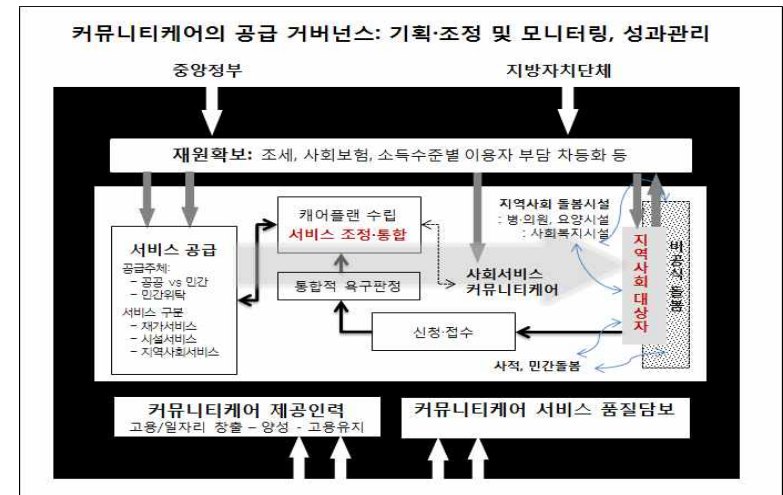 커뮤니티케어의 공급 거버넌스: 기획·조정 및 모니터링, 성과관리
중앙정부
지방자치단체
재원확보: 조세, 사회보험, 소득수준별 이용자 부담 차등화 등
서비스 공급
공급주체:
– 공공 vs 민간
– 민간위탁
서비스 구분
– 재가서비스
– 시설서비스
– 지역사회서비스
캐어플랜 수립
서비스 조정·통합
통합적 욕구판정
신청·접수
사회서비스
커뮤니티케어
지역사회 돌봄시설
: 병·의원, 요양시설
: 사회복지시설
지역사회 대상자
비공식 돌봄
사적, 민간돌봄
커뮤니티케어 제공인력
고용/일자리 창출 – 양성 - 고용유지
커뮤니티케어 서비스 품질담보